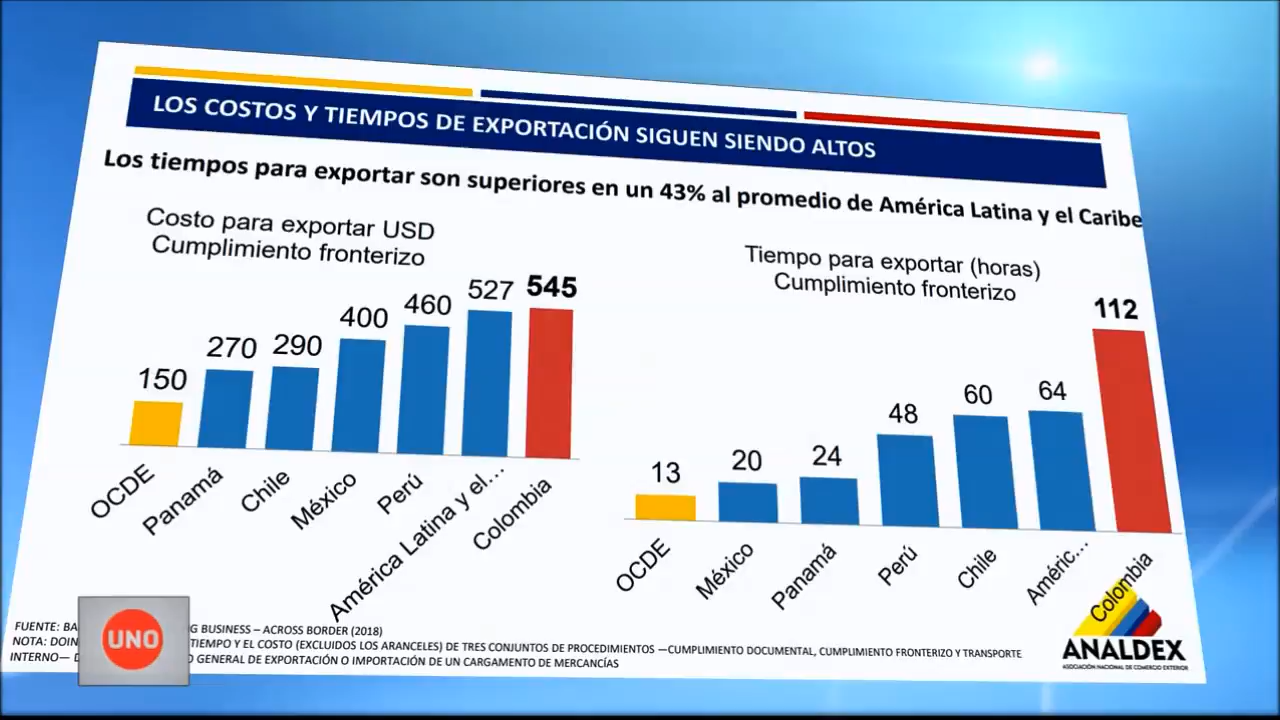 LOS COSTOS Y TIEMPOS DE EXPORTACIÓN SIGUEN SIENDO ALTOS
Los tiempos para exportar son superiores en un 43% al promedio de América Latina y el Caribe
Costo para exportar USD
Cumplimiento fronterizo
150
270
290
400
460
527
545
OCDE
Panamá
Chile
México
Perú
América Latina y el...
Colombia
Tiempo para exportar (horas)
Cumplimiento fronterizo
13
20
24
48
60
64
112
OCDE
México
Panamá
Perú
Chile
Améric...
Colombia
FUENTE: BUSINESS – ACROSS BORDER (2018)
NOTA: TIEMPO Y EL COSTO (EXCLUIDOS LOS ARANCELES) DE TRES CONJUNTOS DE PROCEDIMIENTOS —CUMPLIMIENTO DOCUMENTAL, CUMPLIMIENTO FRONTERIZO Y TRANSPORTE
INTERNO— GENERAL DE EXPORTACIÓN O IMPORTACIÓN DE UN CARGAMENTO DE MERCANCÍAS
UNO
ANALDEX
ASOCIACIÓN NACIONAL DE COMERCIO EXTERIOR